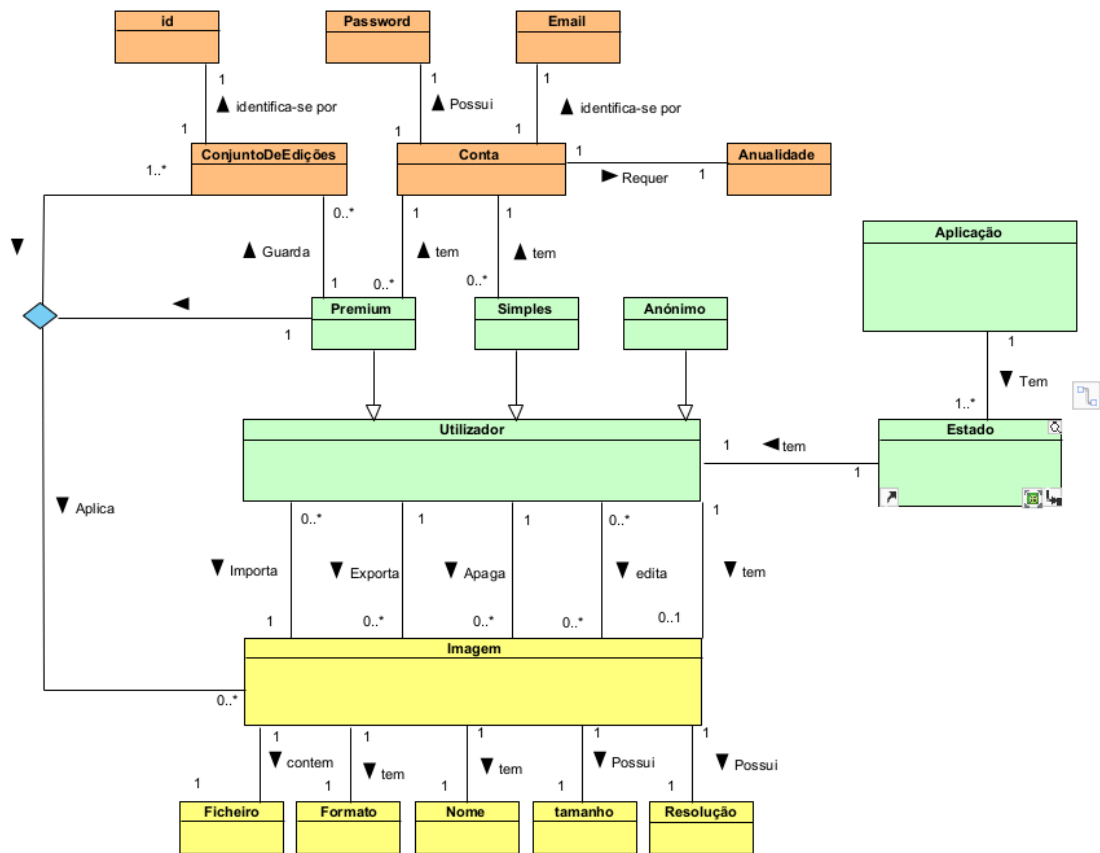 id
Password
Email
1
1
1
identifica-se por
Possui
identifica-se por
1
1
1
ConjuntoDeEdições
Conta
1
Anualidade
1..*
Requer
1
0..*
1
1
Aplicação
Guarda
tem
tem
1
0..*
0..*
Premium
Simples
Anónimo
1
1
Tem
1..*
Utilizador
Estado
1
tem
1
Aplica
0..*
1
1
0..*
1
Importa
Exporta
Apaga
edita
tem
1
0..*
0..*
0..*
0..1
Imagem
0..*
1
1
1
1
1
contem
tem
tem
Possui
Possui
1
1
1
1
1
Ficheiro
Formato
Nome
tamanho
Resolução